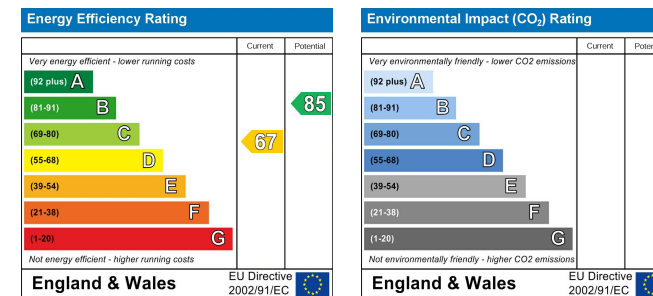 Energy Efficiency Rating
Current Potential
Very energy efficient - lower running costs
(92 plus) A
(81-91) B
85
(69-80) C
67
(55-68) D
(39-54) E
(21-38) F
(1-20) G
Not energy efficient - higher running costs
England & Wales
EU Directive
2002/91/EC
Environmental Impact (CO₂) Rating
Current Poten
Very environmentally friendly - lower CO2 emissions
(92 plus) A
(81-91) B
(69-80) C
(55-68) D
(39-54) E
(21-38) F
(1-20) G
Not environmentally friendly - higher CO2 emissions
England & Wales
EU Directive
2002/91/EC